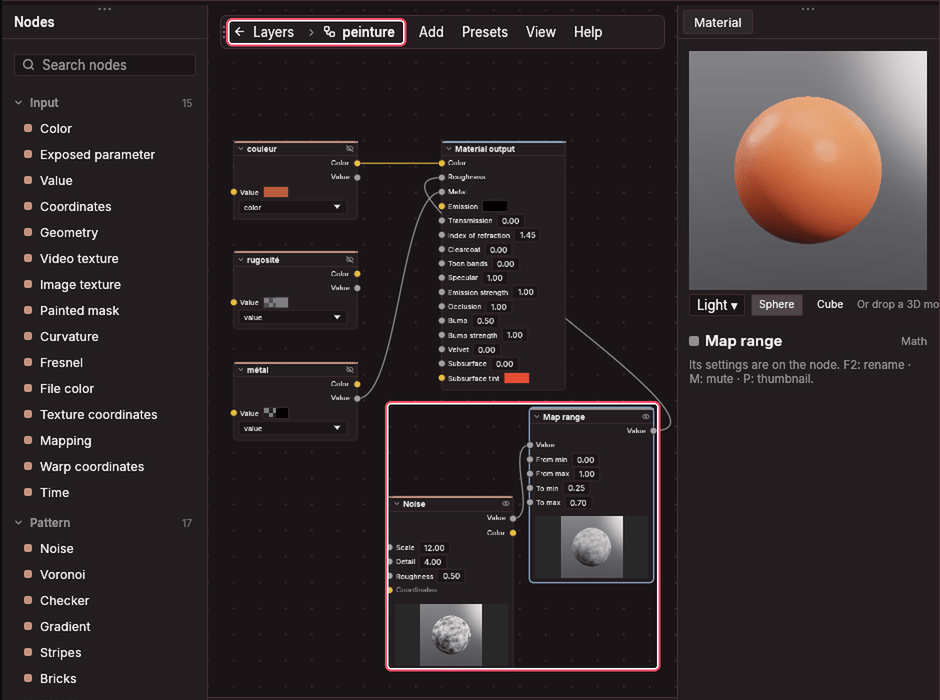 Nodes
Search nodes
Input 15
Color
Exposed parameter
Value
Coordinates
Geometry
Video texture
Image texture
Painted mask
Curvature
Fresnel
File color
Texture coordinates
Mapping
Warp coordinates
Time
Pattern 17
Noise
Voronoi
Checker
Gradient
Stripes
Bricks
← Layers › peinture Add Presets View Help
couleur
Color
Value
Value
color
rugosité
Color
Value
Value
value
métal
Color
Value
Value
value
Material output
Color
Roughness
Metal
Emission
Transmission 0.00
Index of refraction 1.45
Clearcoat 0.00
Toon bands 0.00
Specular 1.00
Emission strength 1.00
Occlusion 1.00
Bump 0.50
Bump strength 1.00
Velvet 0.00
Subsurface 0.00
Subsurface tint
Noise
Value
Color
Scale 12.00
Detail 4.00
Roughness 0.50
Coordinates
Map range
Value
Value
From min 0.00
From max 1.00
To min 0.25
To max 0.70
Material
Light ▾ Sphere Cube Or drop a 3D mo
Map range Math
Its settings are on the node. F2: rename ·
M: mute · P: thumbnail.